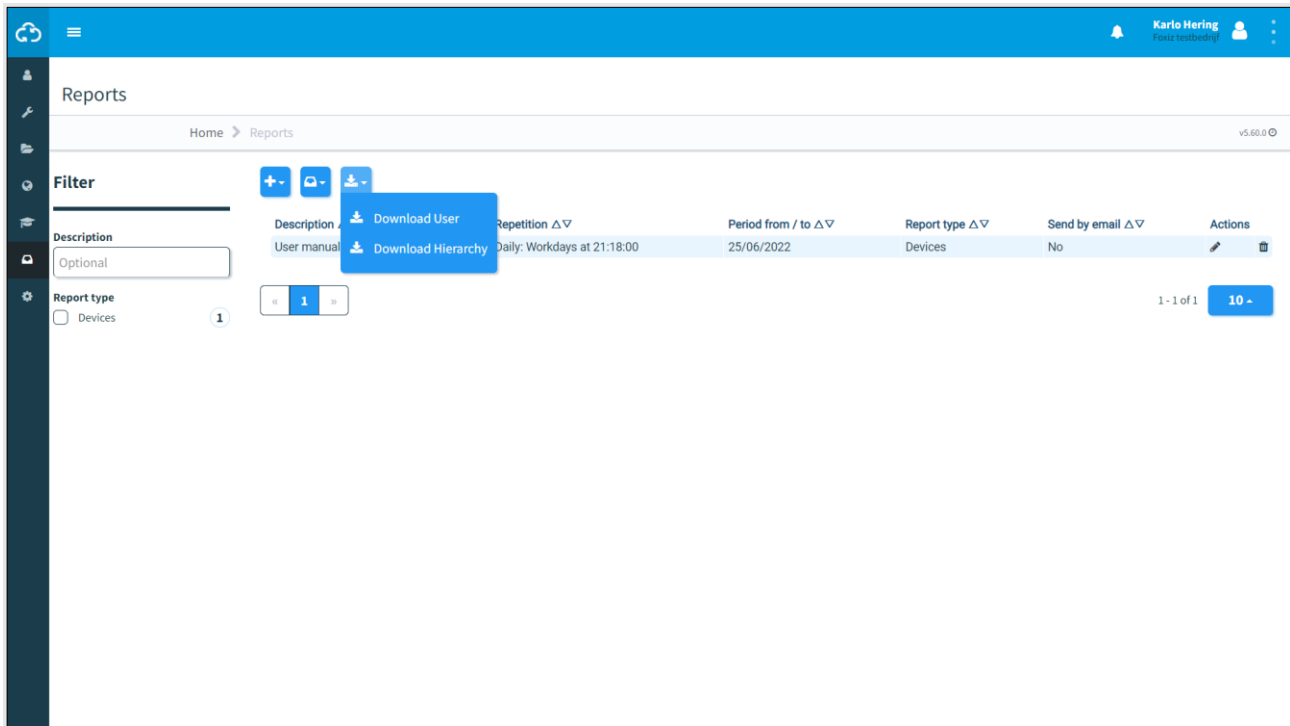 Karlo Hering
Foxiz testbedrijf
Reports
Home Reports
v5.60.0
Filter
Download User
Download Hierarchy
Description Repetition △▽ Period from / to △▽ Report type △▽ Send by email △▽ Actions
User manual Daily: Workdays at 21:18:00 25/06/2022 Devices No
Description
Optional
Report type
Devices 1
« 1 »
1 - 1 of 1 10